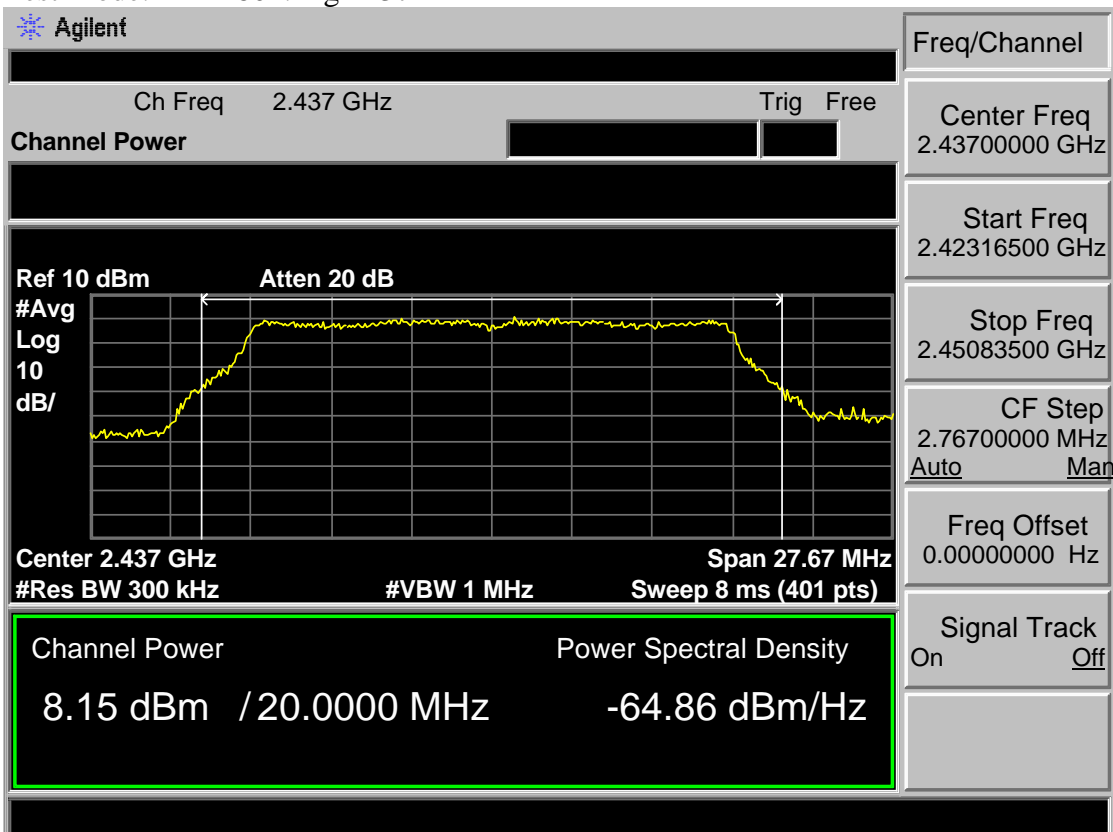 Agilent
Freq/Channel
Ch Freq 2.437 GHz Trig Free
Channel Power
Center Freq
2.43700000 GHz
Start Freq
2.42316500 GHz
Stop Freq
2.45083500 GHz
CF Step
2.76700000 MHz
Auto Man
Freq Offset
0.00000000 Hz
Signal Track
On Off
Ref 10 dBm Atten 20 dB
#Avg
Log
10
dB/
Center 2.437 GHz Span 27.67 MHz
#Res BW 300 kHz #VBW 1 MHz Sweep 8 ms (401 pts)
Channel Power Power Spectral Density
8.15 dBm / 20.0000 MHz -64.86 dBm/Hz